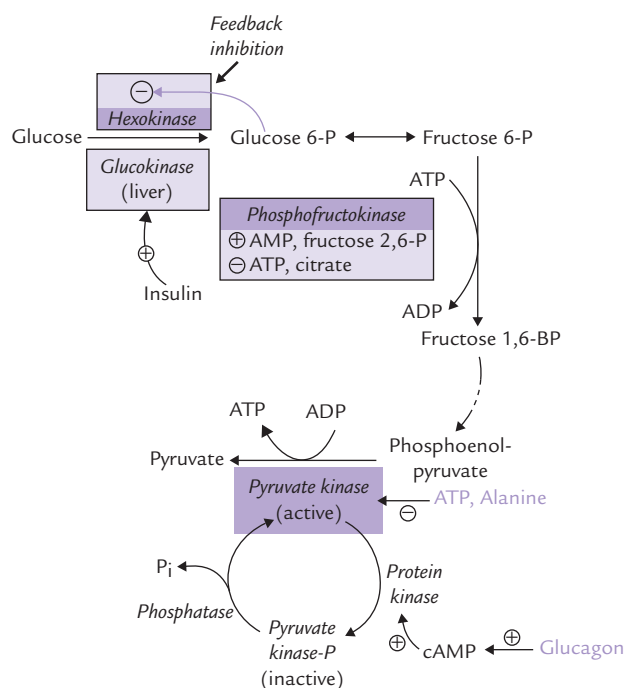 Feedback
inhibition
⊖
Hexokinase
Glucose
Glucose 6-P
Fructose 6-P
Glucokinase
(liver)
ATP
Phosphofructokinase
⊕ AMP, fructose 2,6-P
⊖ ATP, citrate
⊕
Insulin
ADP
Fructose 1,6-BP
ATP
ADP
Phosphoenol-
pyruvate
Pyruvate
Pyruvate kinase
(active)
ATP, Alanine
⊖
Pi
Protein
kinase
Phosphatase
Pyruvate
kinase-P
(inactive)
⊕
cAMP
⊕
Glucagon